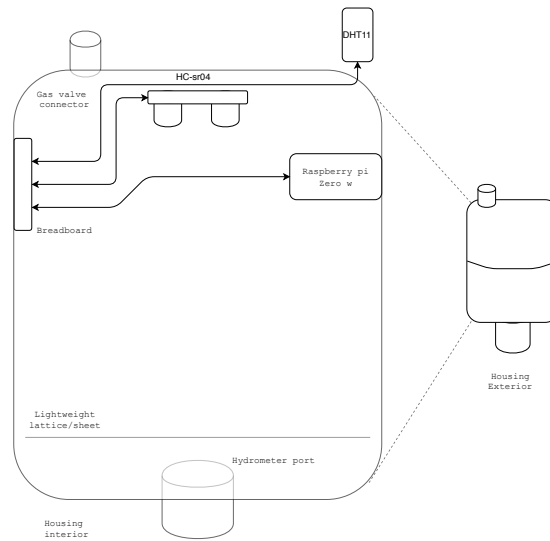 DHT11
HC-sr04
Gas valve
connector
Raspberry pi
Zero w
Breadboard
Housing
Exterior
Lightweight
lattice/sheet
Hydrometer port
Housing
interior